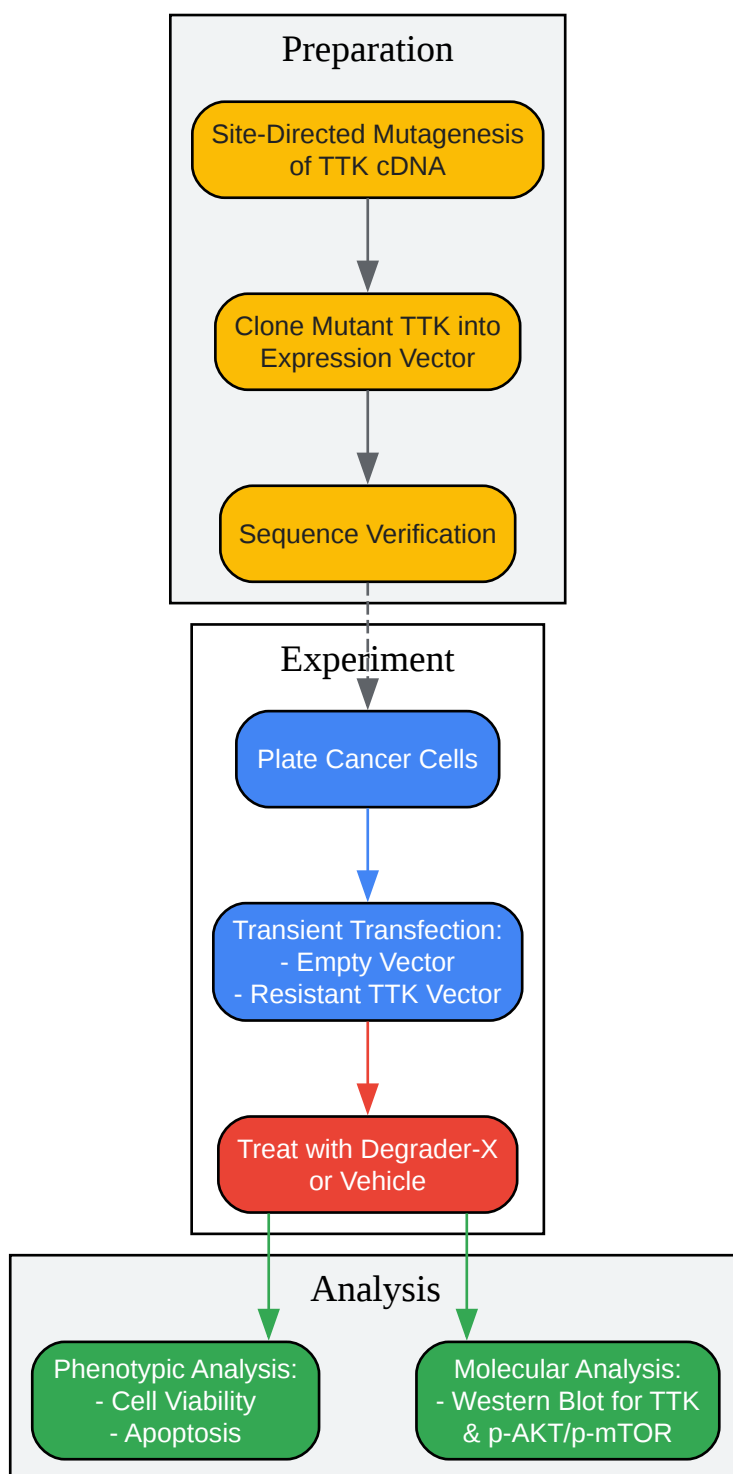 Preparation
Site-Directed Mutagenesis
of TTK cDNA
Clone Mutant TTK into
Expression Vector
Sequence Verification
Experiment
Plate Cancer Cells
Transient Transfection:
- Empty Vector
- Resistant TTK Vector
Treat with Degrader-X
or Vehicle
Analysis
Phenotypic Analysis:
- Cell Viability
- Apoptosis
Molecular Analysis:
- Western Blot for TTK
& p-AKT/p-mTOR